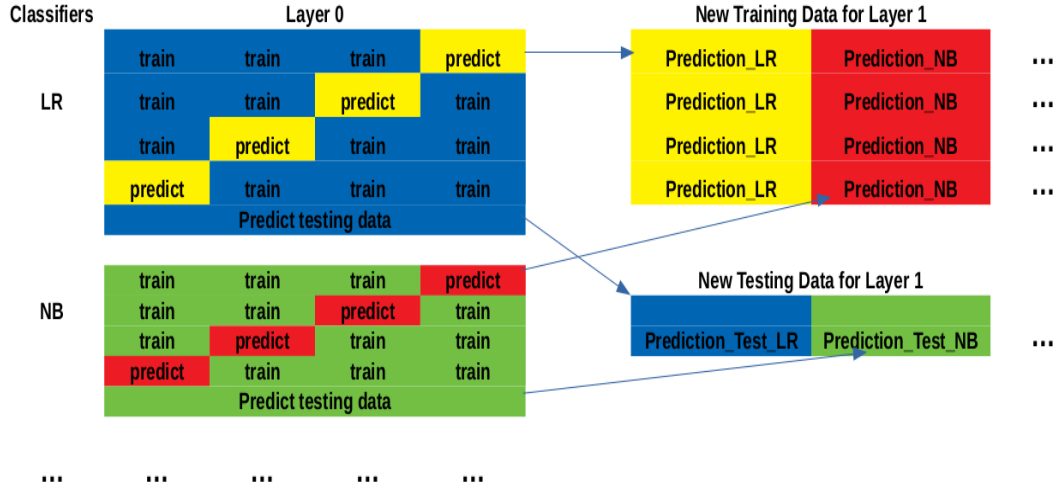 Classifiers Layer 0 New Training Data for Layer 1
train train train predict Prediction_LR Prediction_NB ...
LR train train predict train Prediction_LR Prediction_NB ...
train predict train train Prediction_LR Prediction_NB ...
predict train train train Prediction_LR Prediction_NB ...
Predict testing data
train train train predict New Testing Data for Layer 1
NB train train predict train
train predict train train Prediction_Test_LR Prediction_Test_NB ...
predict train train train
Predict testing data
... ... ... ... ...